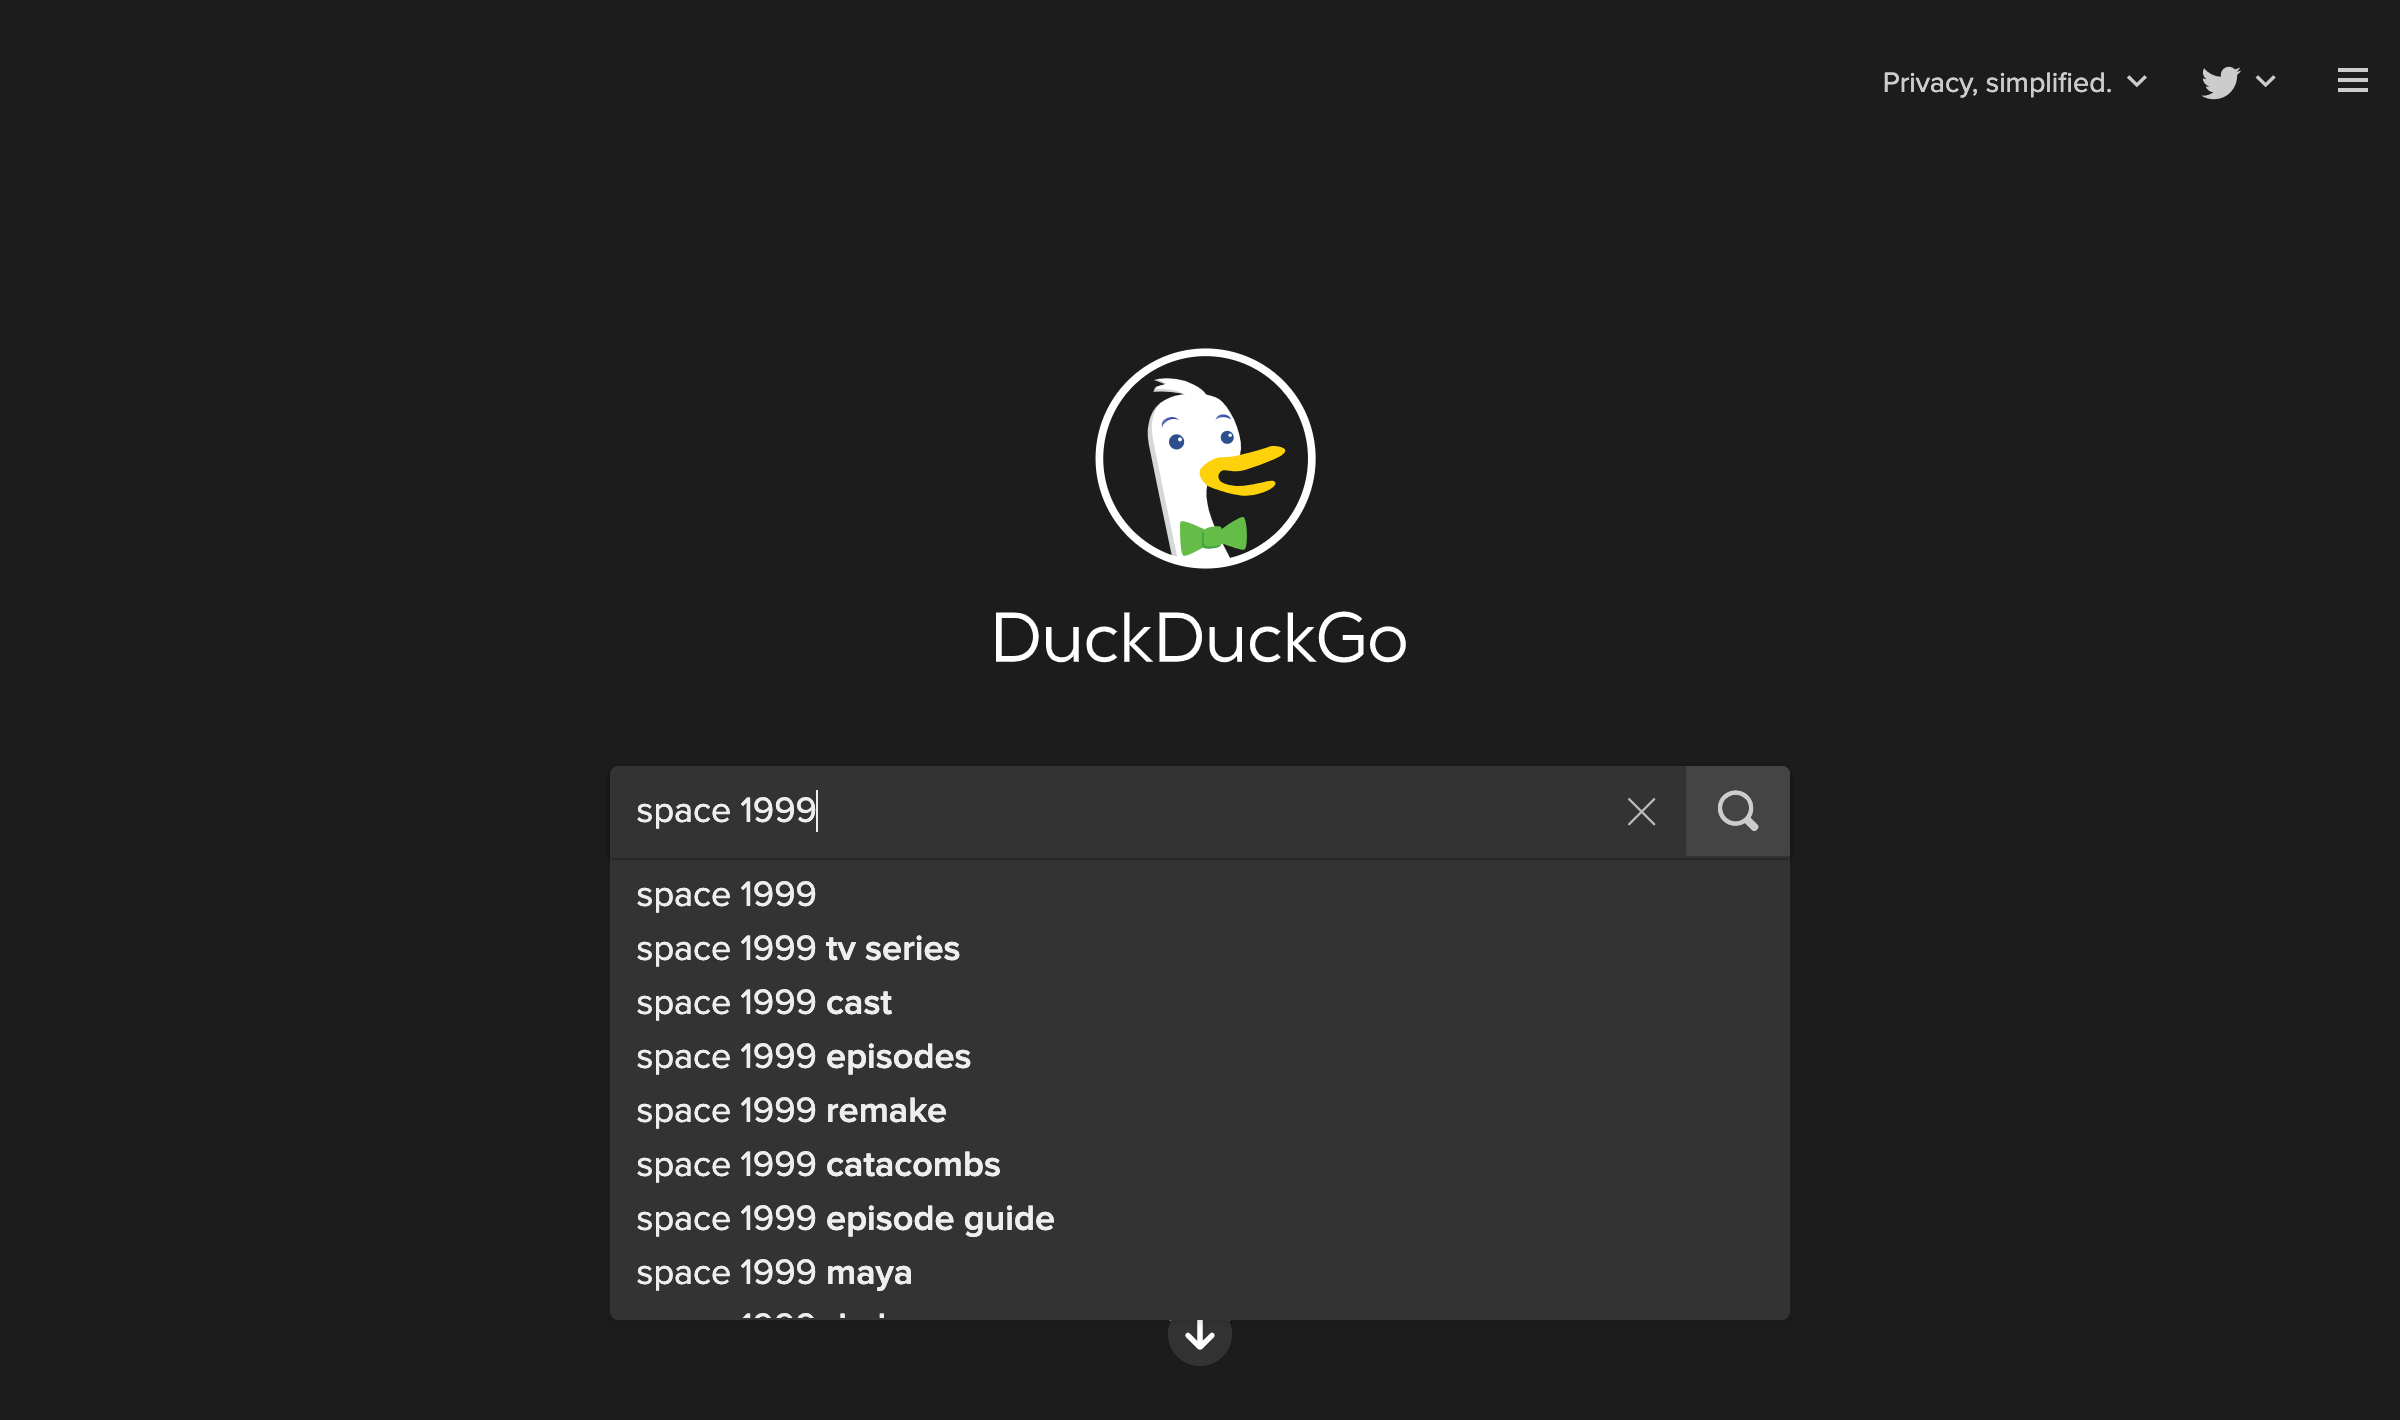 Privacy, simplified.
DuckDuckGo
space 1999
space 1999
space 1999 tv series
space 1999 cast
space 1999 episodes
space 1999 remake
space 1999 catacombs
space 1999 episode guide
space 1999 maya